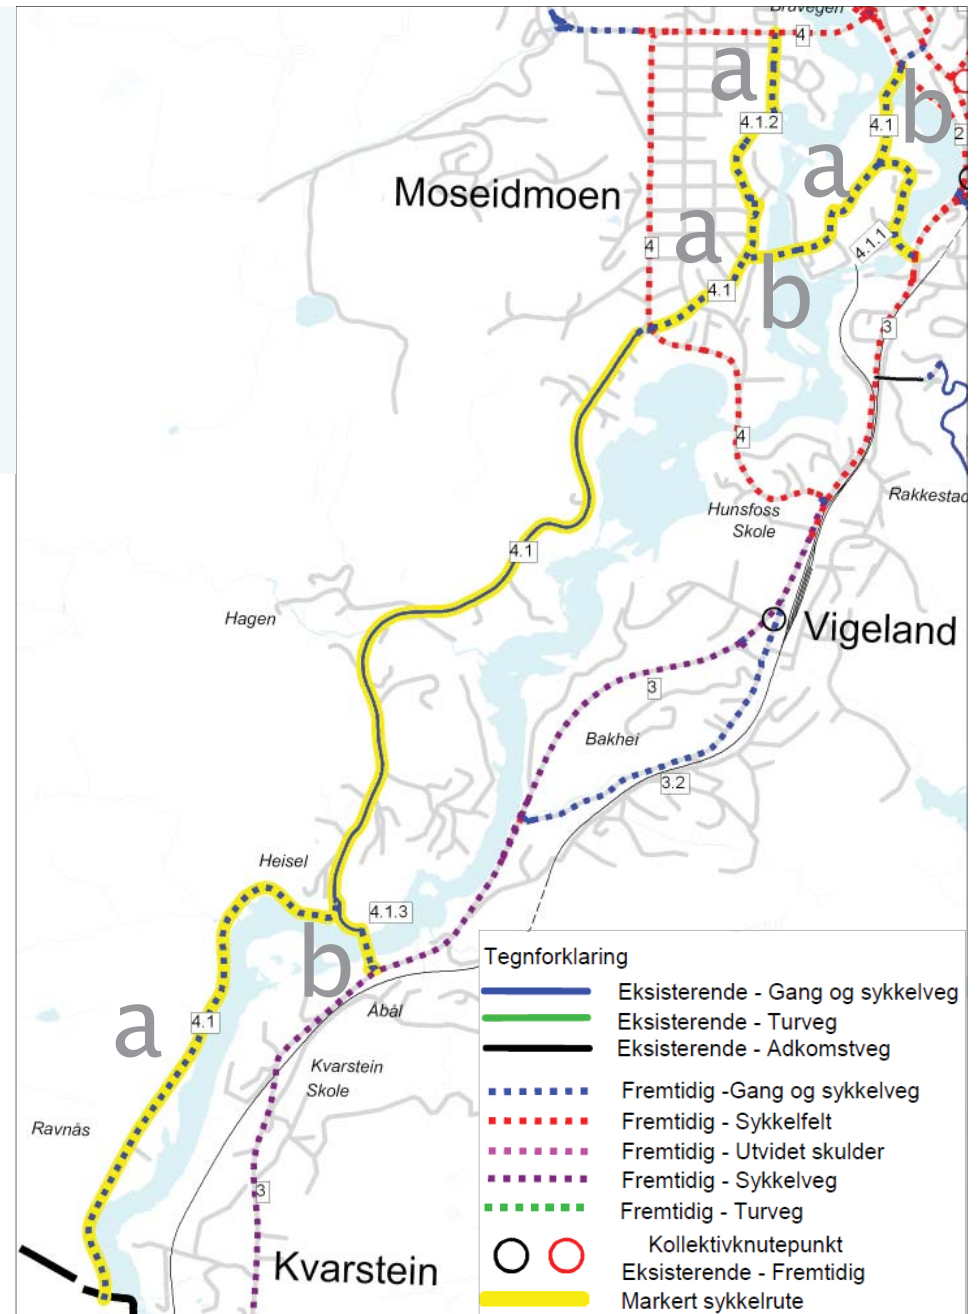 Bravegen
4
a
b
4.1.2
4.1
2
a
Moseidmoen
a
4.1.1
4
b
4.1
3
4
Rakkestad
Hunsfoss
Skole
4.1
Hagen
Vigeland
3
Bakhei
3.2
Heisel
4.1.3
b
Åbål
a
4.1
Kvarstein
Skole
Ravnås
3
Kvarstein
Tegnforklaring
Eksisterende - Gang og sykkelveg
Eksisterende - Turveg
Eksisterende - Adkomstveg
Fremtidig -Gang og sykkelveg
Fremtidig - Sykkelfelt
Fremtidig - Utvidet skulder
Fremtidig - Sykkelveg
Fremtidig - Turveg
Kollektivknutepunkt
Eksisterende - Fremtidig
Markert sykkelrute